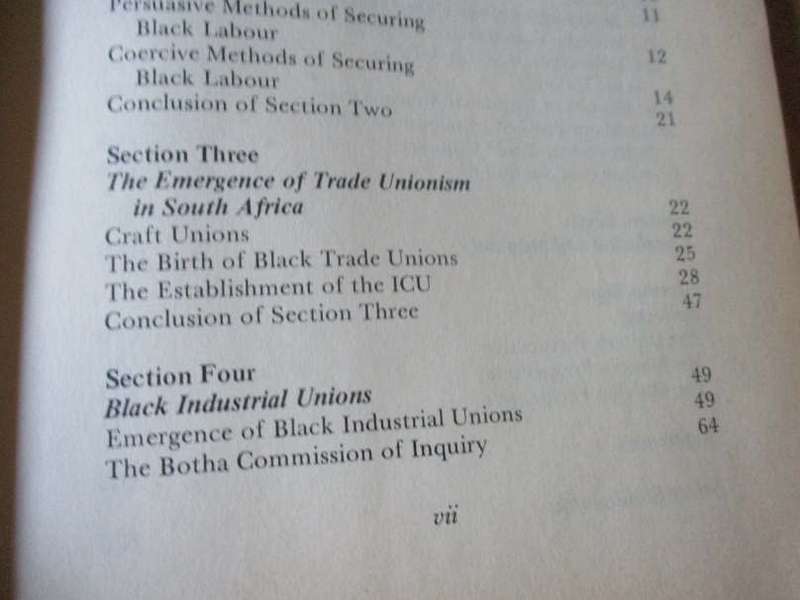 11
Persuasive Methods of Securing
Black Labour 12
Coercive Methods of Securing
Black Labour 14
Conclusion of Section Two 21
Section Three
The Emergence of Trade Unionism
in South Africa 22
Craft Unions 22
The Birth of Black Trade Unions 25
The Establishment of the ICU 28
Conclusion of Section Three 47
Section Four
Black Industrial Unions 49
Emergence of Black Industrial Unions 49
The Botha Commission of Inquiry 64
vii